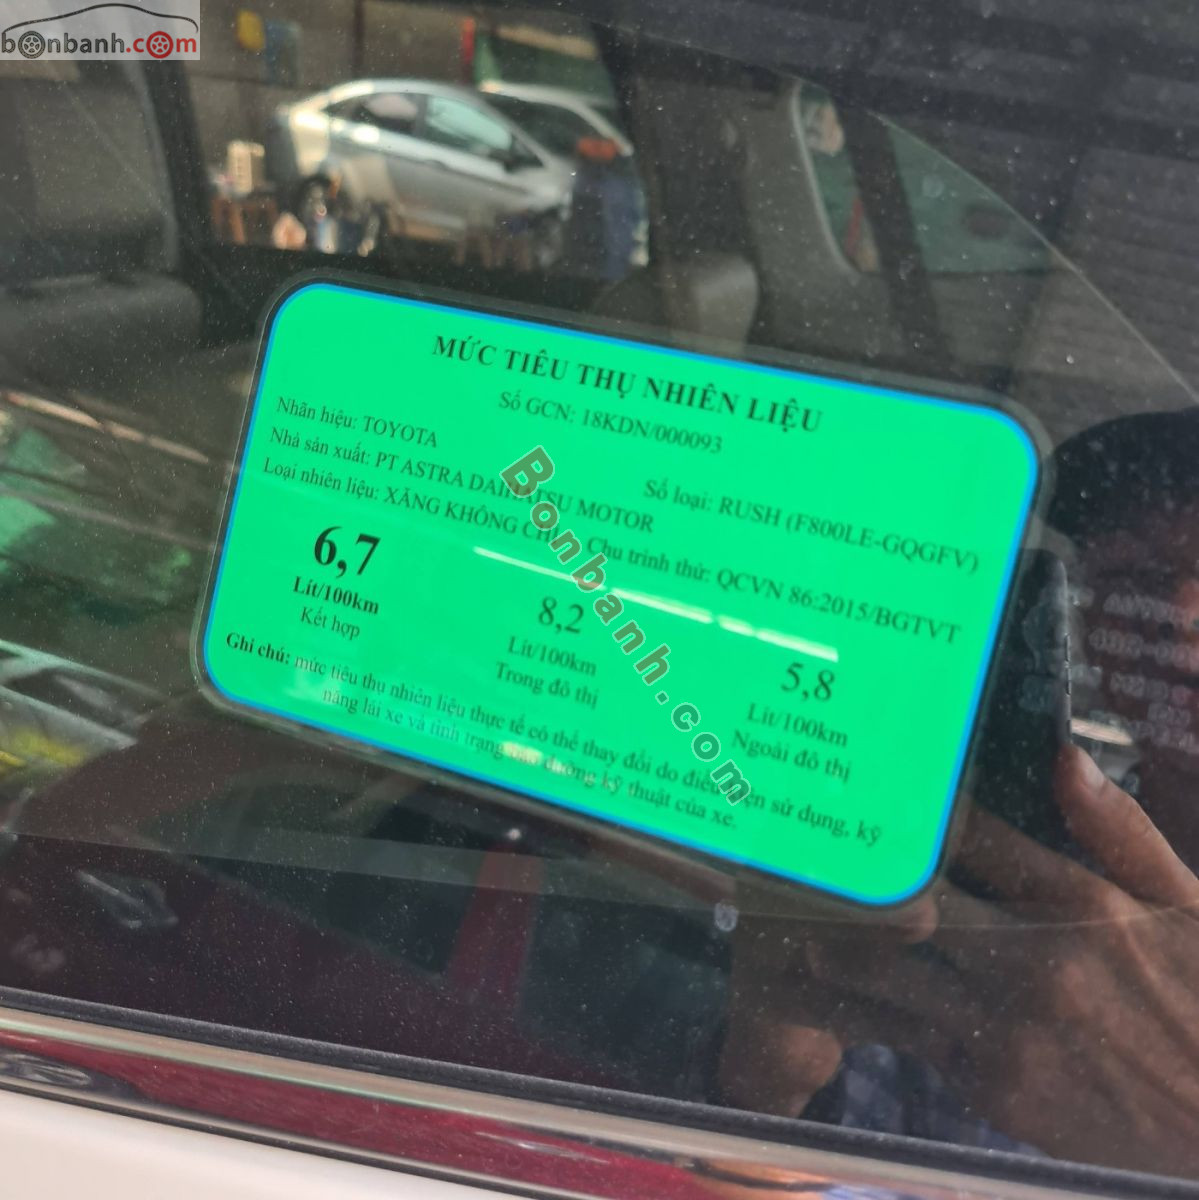 bonbanh.com
MỨC TIÊU THỤ NHIÊN LIỆU
Số GCN: 18KDN/000093
Nhãn hiệu: TOYOTA
Số loại: RUSH (F800LE-GQGFV)
Nhà sản xuất: PT ASTRA DAIHATSU MOTOR
Loại nhiên liệu: XĂNG KHÔNG CHÌ Chu trình thử: QCVN 86:2015/BGTVT
6,7 8,2 5,8
Lít/100km Lít/100km Lít/100km
Kết hợp Trong đô thị Ngoài đô thị
Ghi chú: mức tiêu thụ nhiên liệu thực tế có thể thay đổi do điều kiện sử dụng, kỹ
năng lái xe và tình trạng bảo dưỡng kỹ thuật của xe.
Bonbanh.com